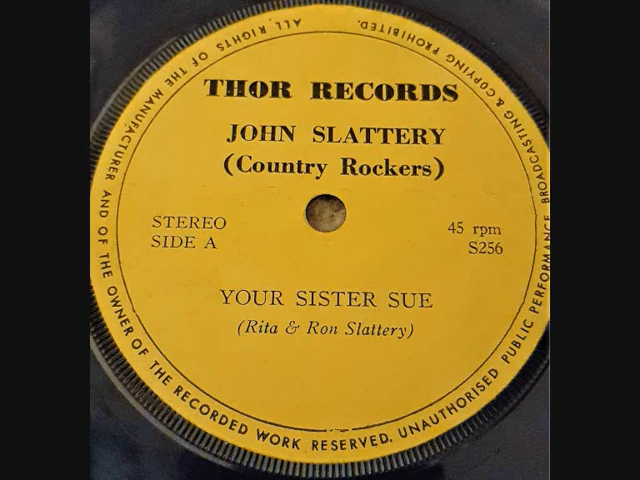 THOR RECORDS
JOHN SLATTERY
(Country Rockers)
STEREO
SIDE A
45 rpm
S256
YOUR SISTER SUE
(Rita & Ron Slattery)
ALL RIGHTS OF THE MANUFACTURER AND OF THE OWNER OF THE RECORDED WORK RESERVED. UNAUTHORISED PUBLIC PERFORMANCE BROADCASTING & COPYING PROHIBITED.